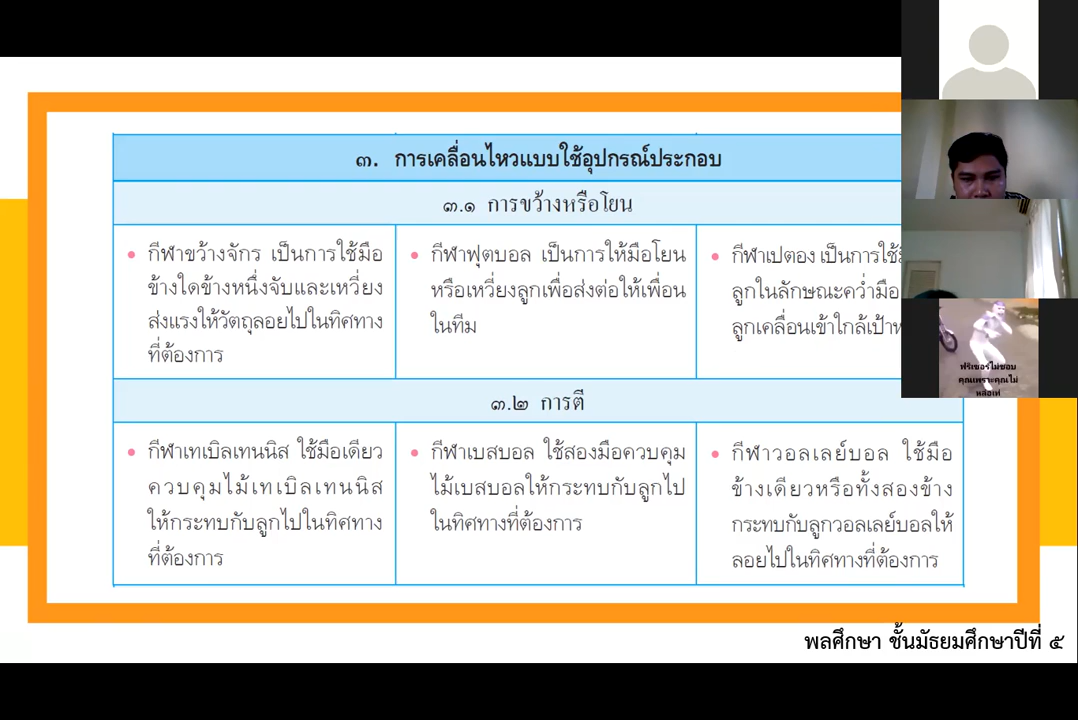 ๓. การเคลื่อนไหวแบบใช้อุปกรณ์ประกอบ
๓.๑ การขว้างหรือโยน
• กีฬาขว้างจักร เป็นการใช้มือ
ข้างใดข้างหนึ่งจับและเหวี่ยง
ส่งแรงให้วัตถุลอยไปในทิศทาง
ที่ต้องการ
• กีฬาฟุตบอล เป็นการให้มือโยน
หรือเหวี่ยงลูกเพื่อส่งต่อให้เพื่อน
ในทีม
• กีฬาเปตอง เป็นการใช้
ลูกในลักษณะคว่ำมือ
ลูกเคลื่อนเข้าใกล้
๓.๒ การตี
• กีฬาเทเบิลเทนนิส ใช้มือเดียว
ควบคุมไม้เทเบิลเทนนิส
ให้กระทบกับลูกไปในทิศทาง
ที่ต้องการ
• กีฬาเบสบอล ใช้สองมือควบคุม
ไม้เบสบอลให้กระทบกับลูกไป
ในทิศทางที่ต้องการ
• กีฬาวอลเลย์บอล ใช้มือ
ข้างเดียวหรือทั้งสองข้าง
กระทบกับลูกวอลเลย์บอลให้
ลอยไปในทิศทางที่ต้องการ
พลศึกษา ชั้นมัธยมศึกษาปีที่ ๕
คุณเพราะคุณไม่